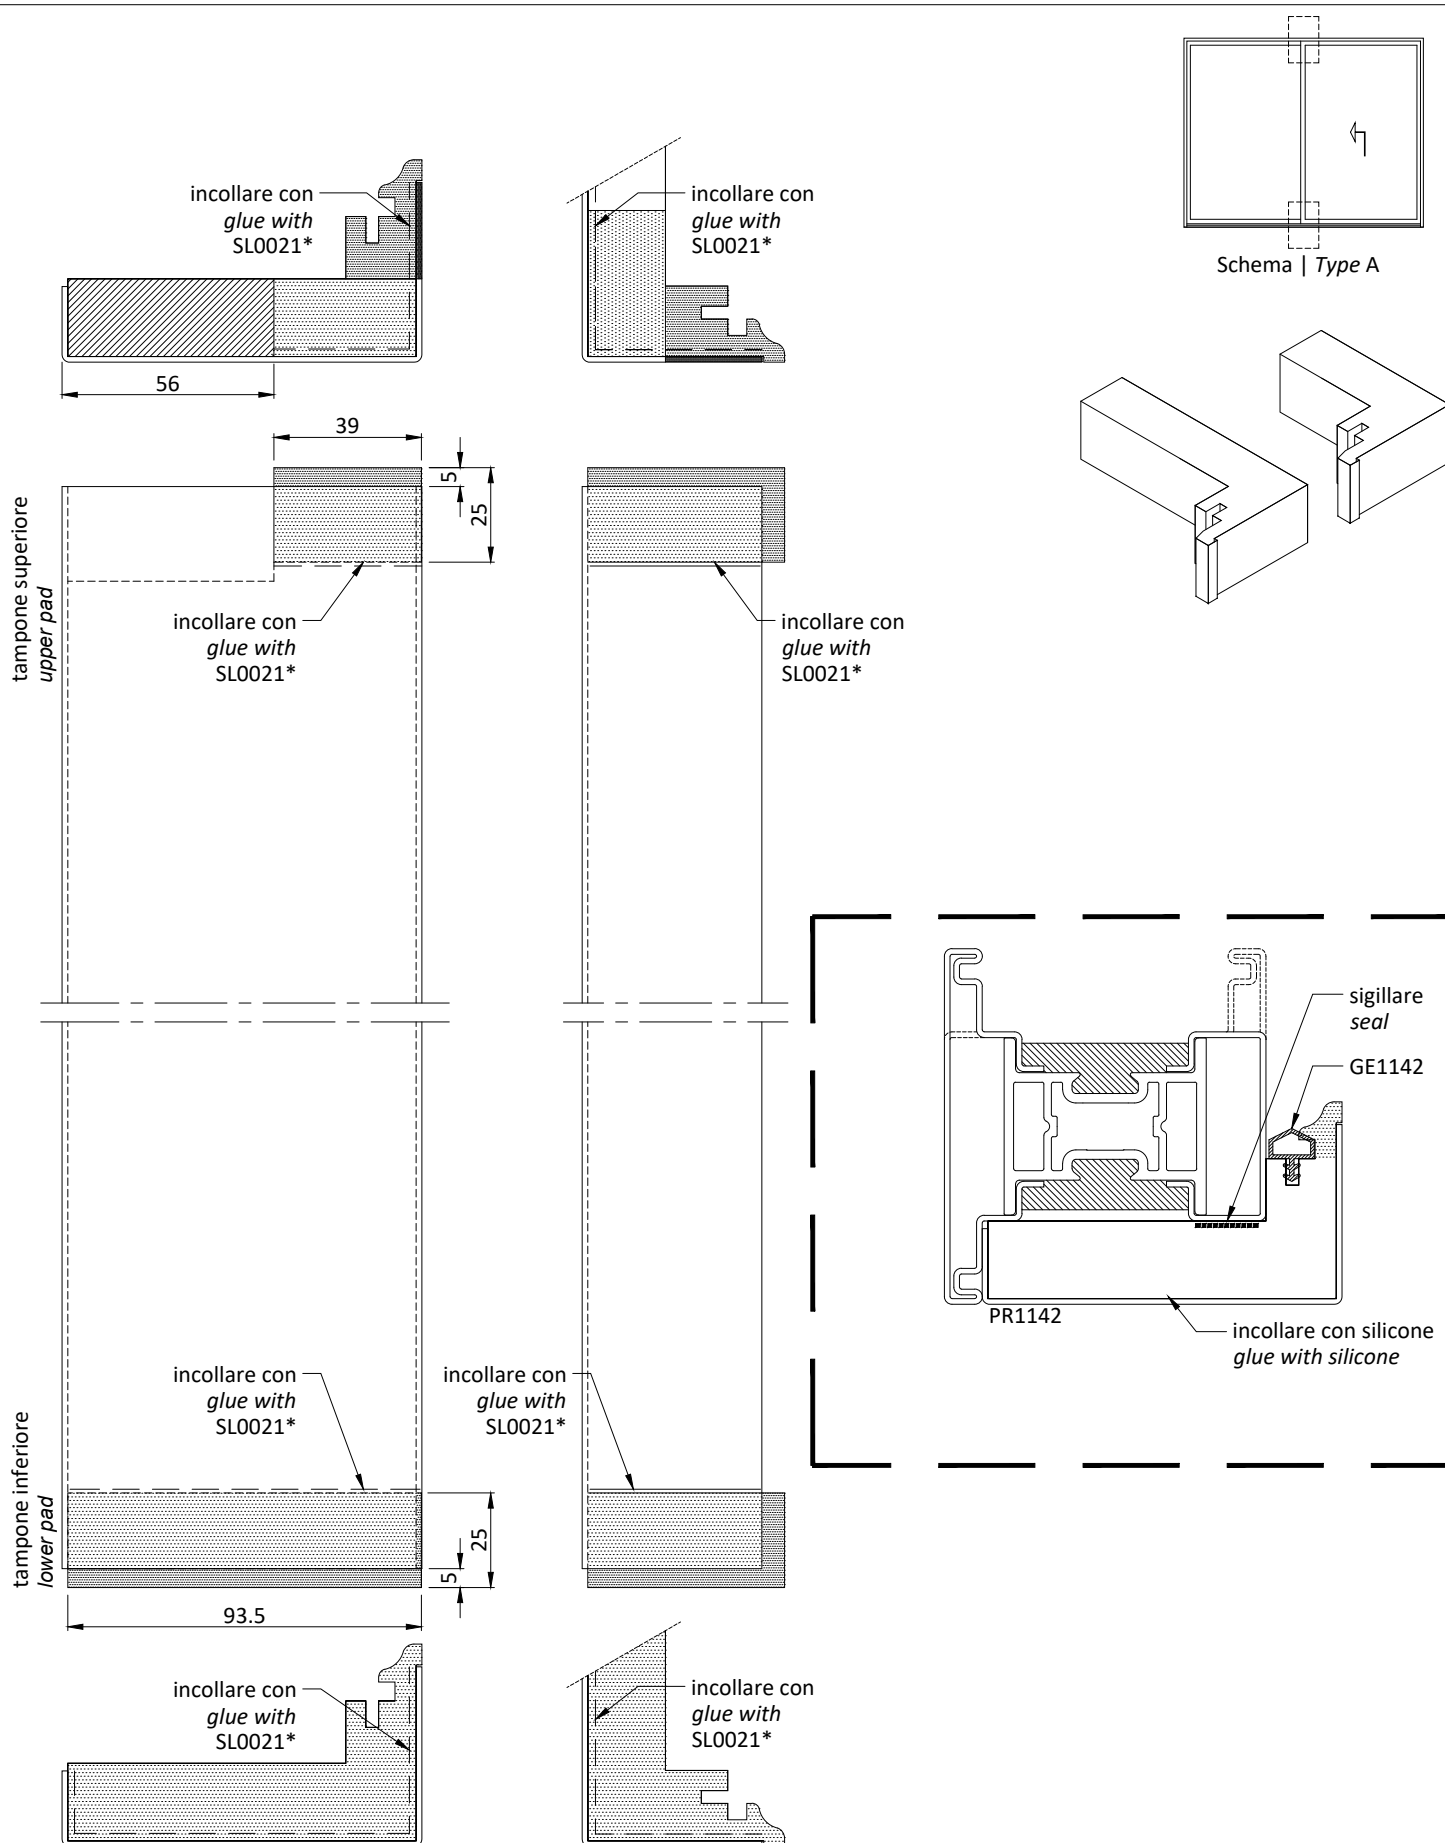 Schema | Type A
incollare con
glue with
SL0021*
incollare con
glue with
SL0021*
56
39
5
25
tampone superiore
upper pad
incollare con
glue with
SL0021*
incollare con
glue with
SL0021*
sigillare
seal
GE1142
PR1142
incollare con silicone
glue with silicone
incollare con
glue with
SL0021*
incollare con
glue with
SL0021*
tampone inferiore
lower pad
25
5
93.5
incollare con
glue with
SL0021*
incollare con
glue with
SL0021*